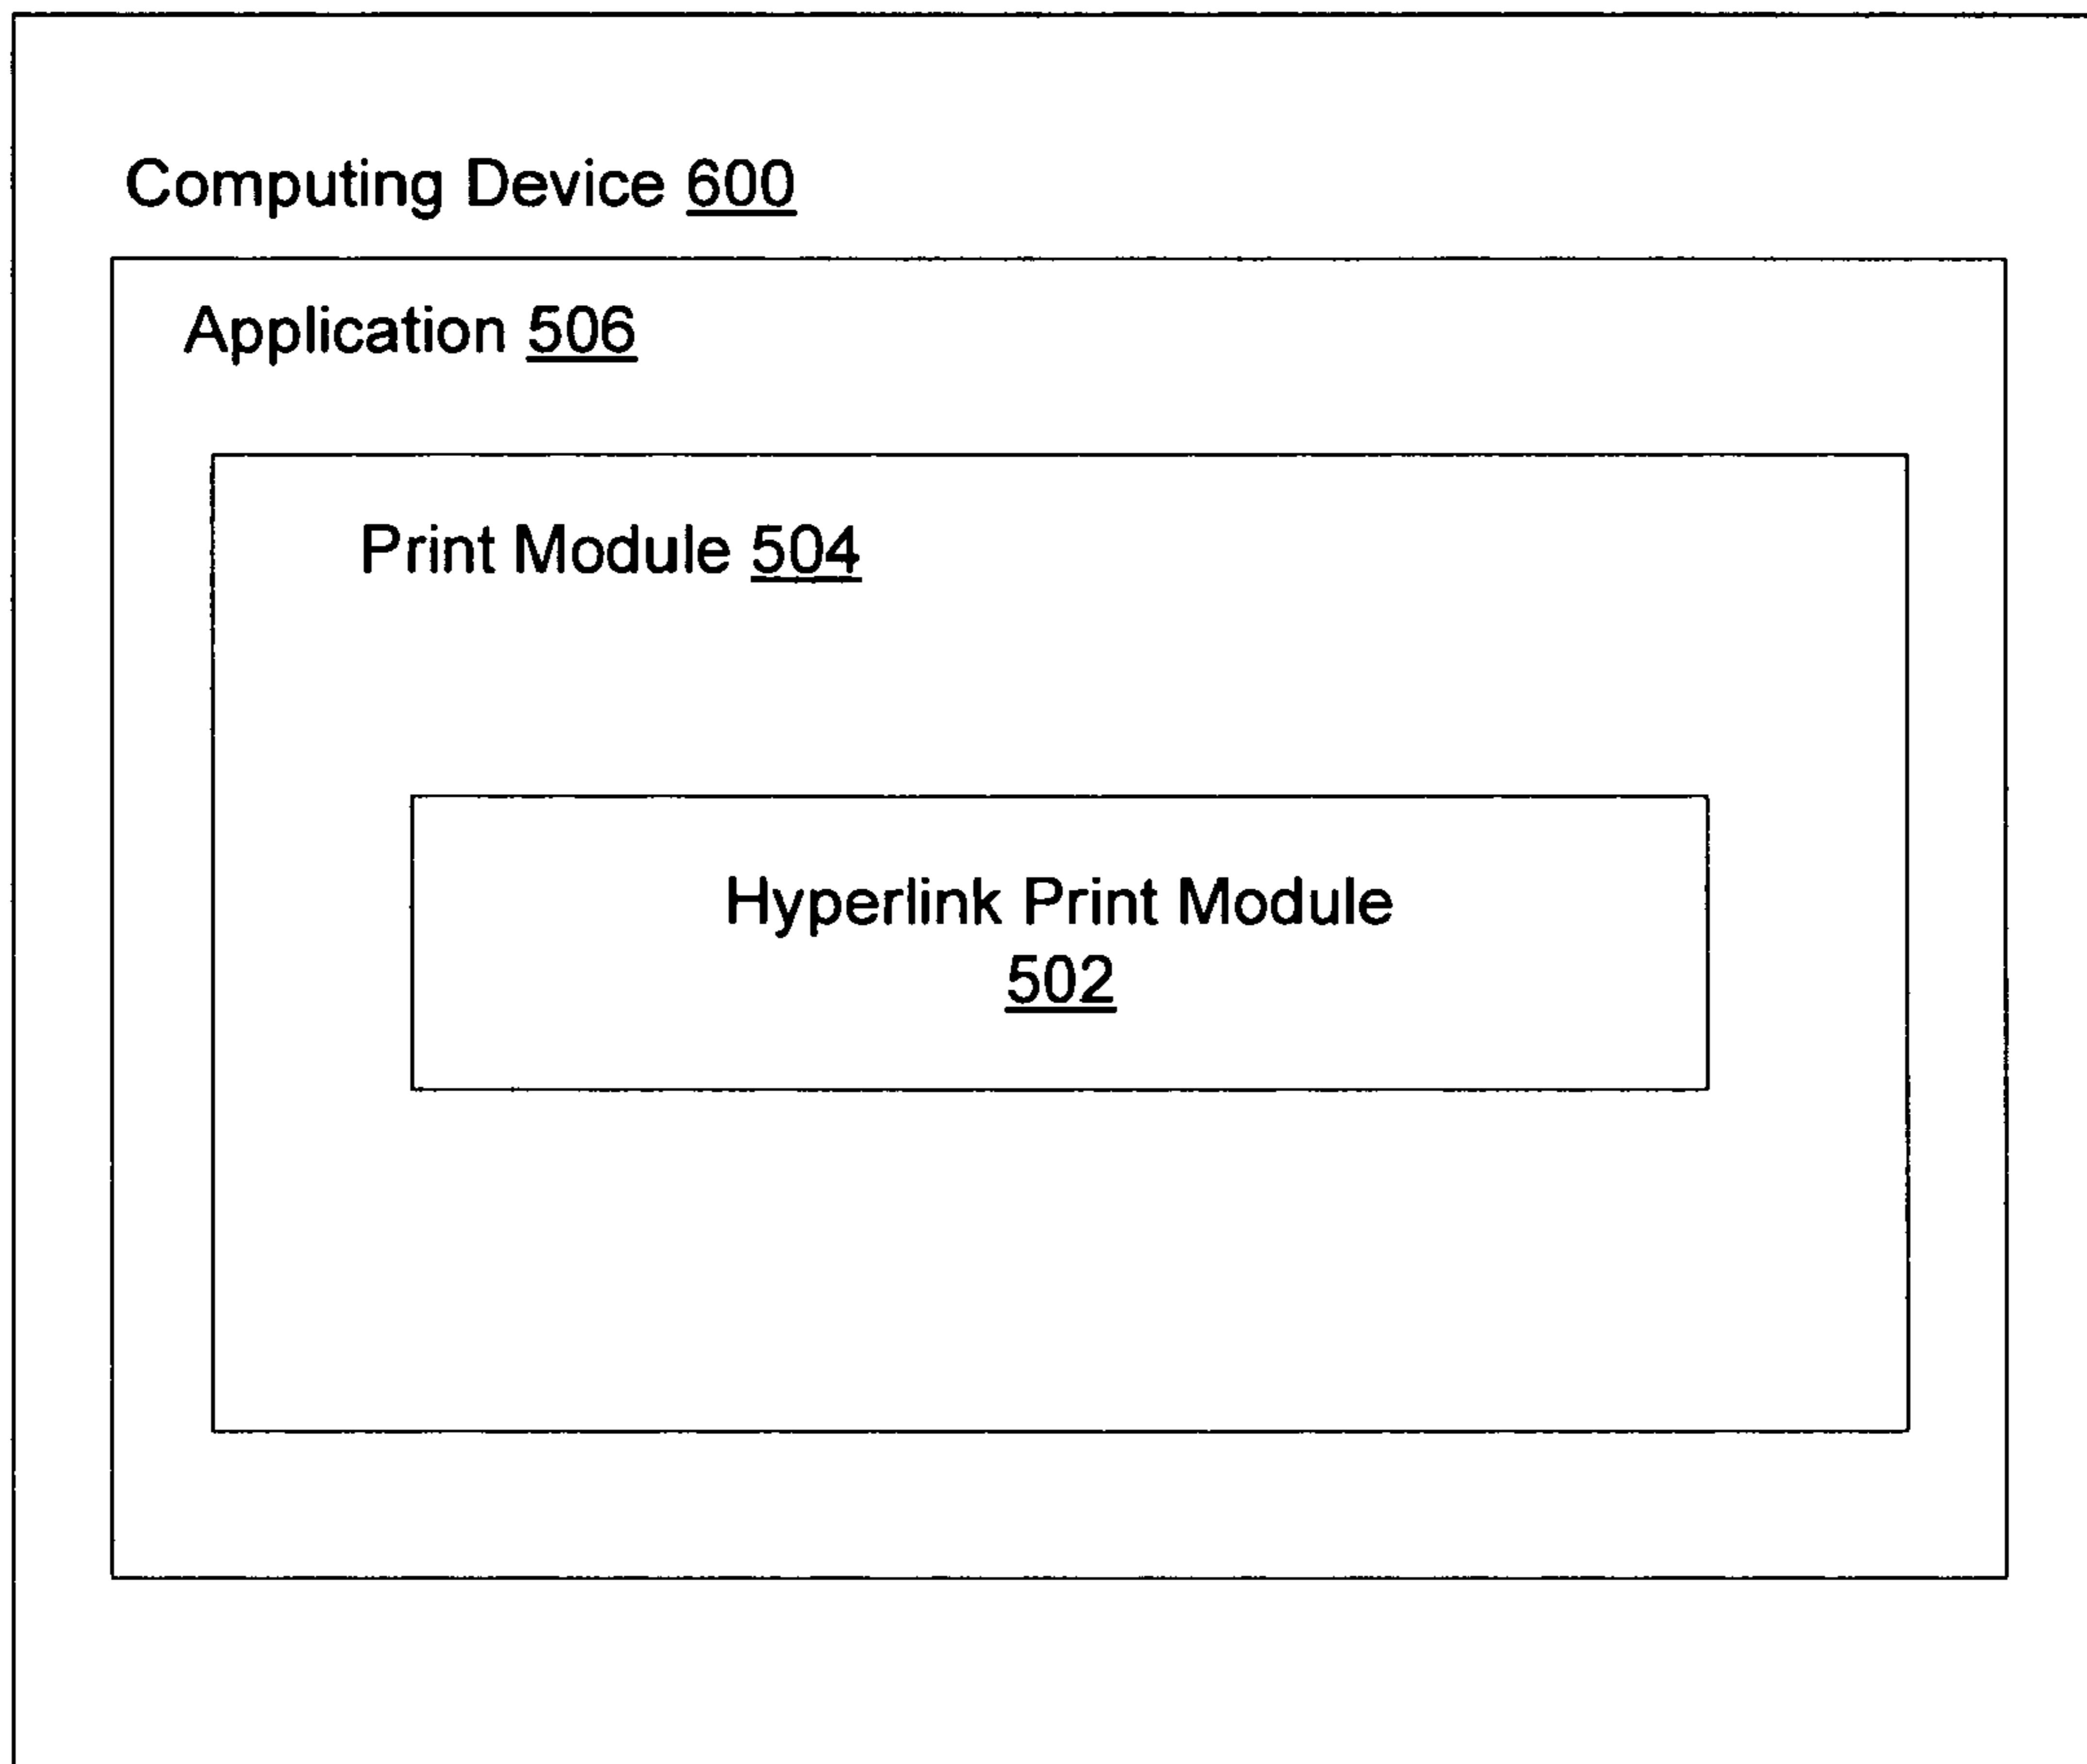 Computing Device 600
Application 506
Print Module 504
Hyperlink Print Module
502